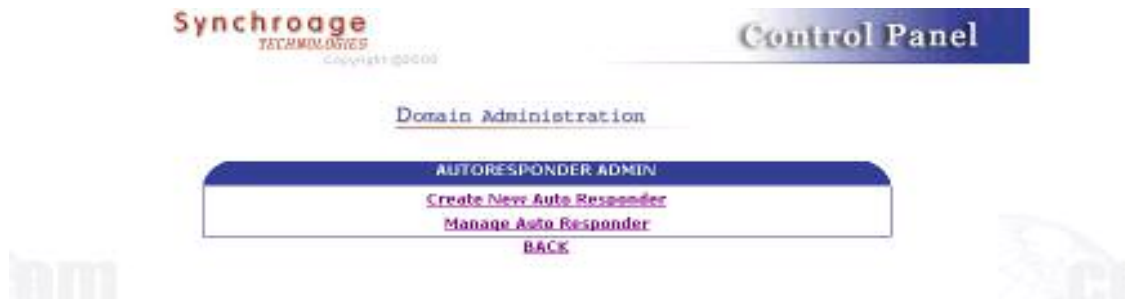 Synchroage
TECHNOLOGIES
Control Panel
Domain Administration
AUTORESPONDER ADMIN
Create New Auto Responder
Manage Auto Responder
BACK